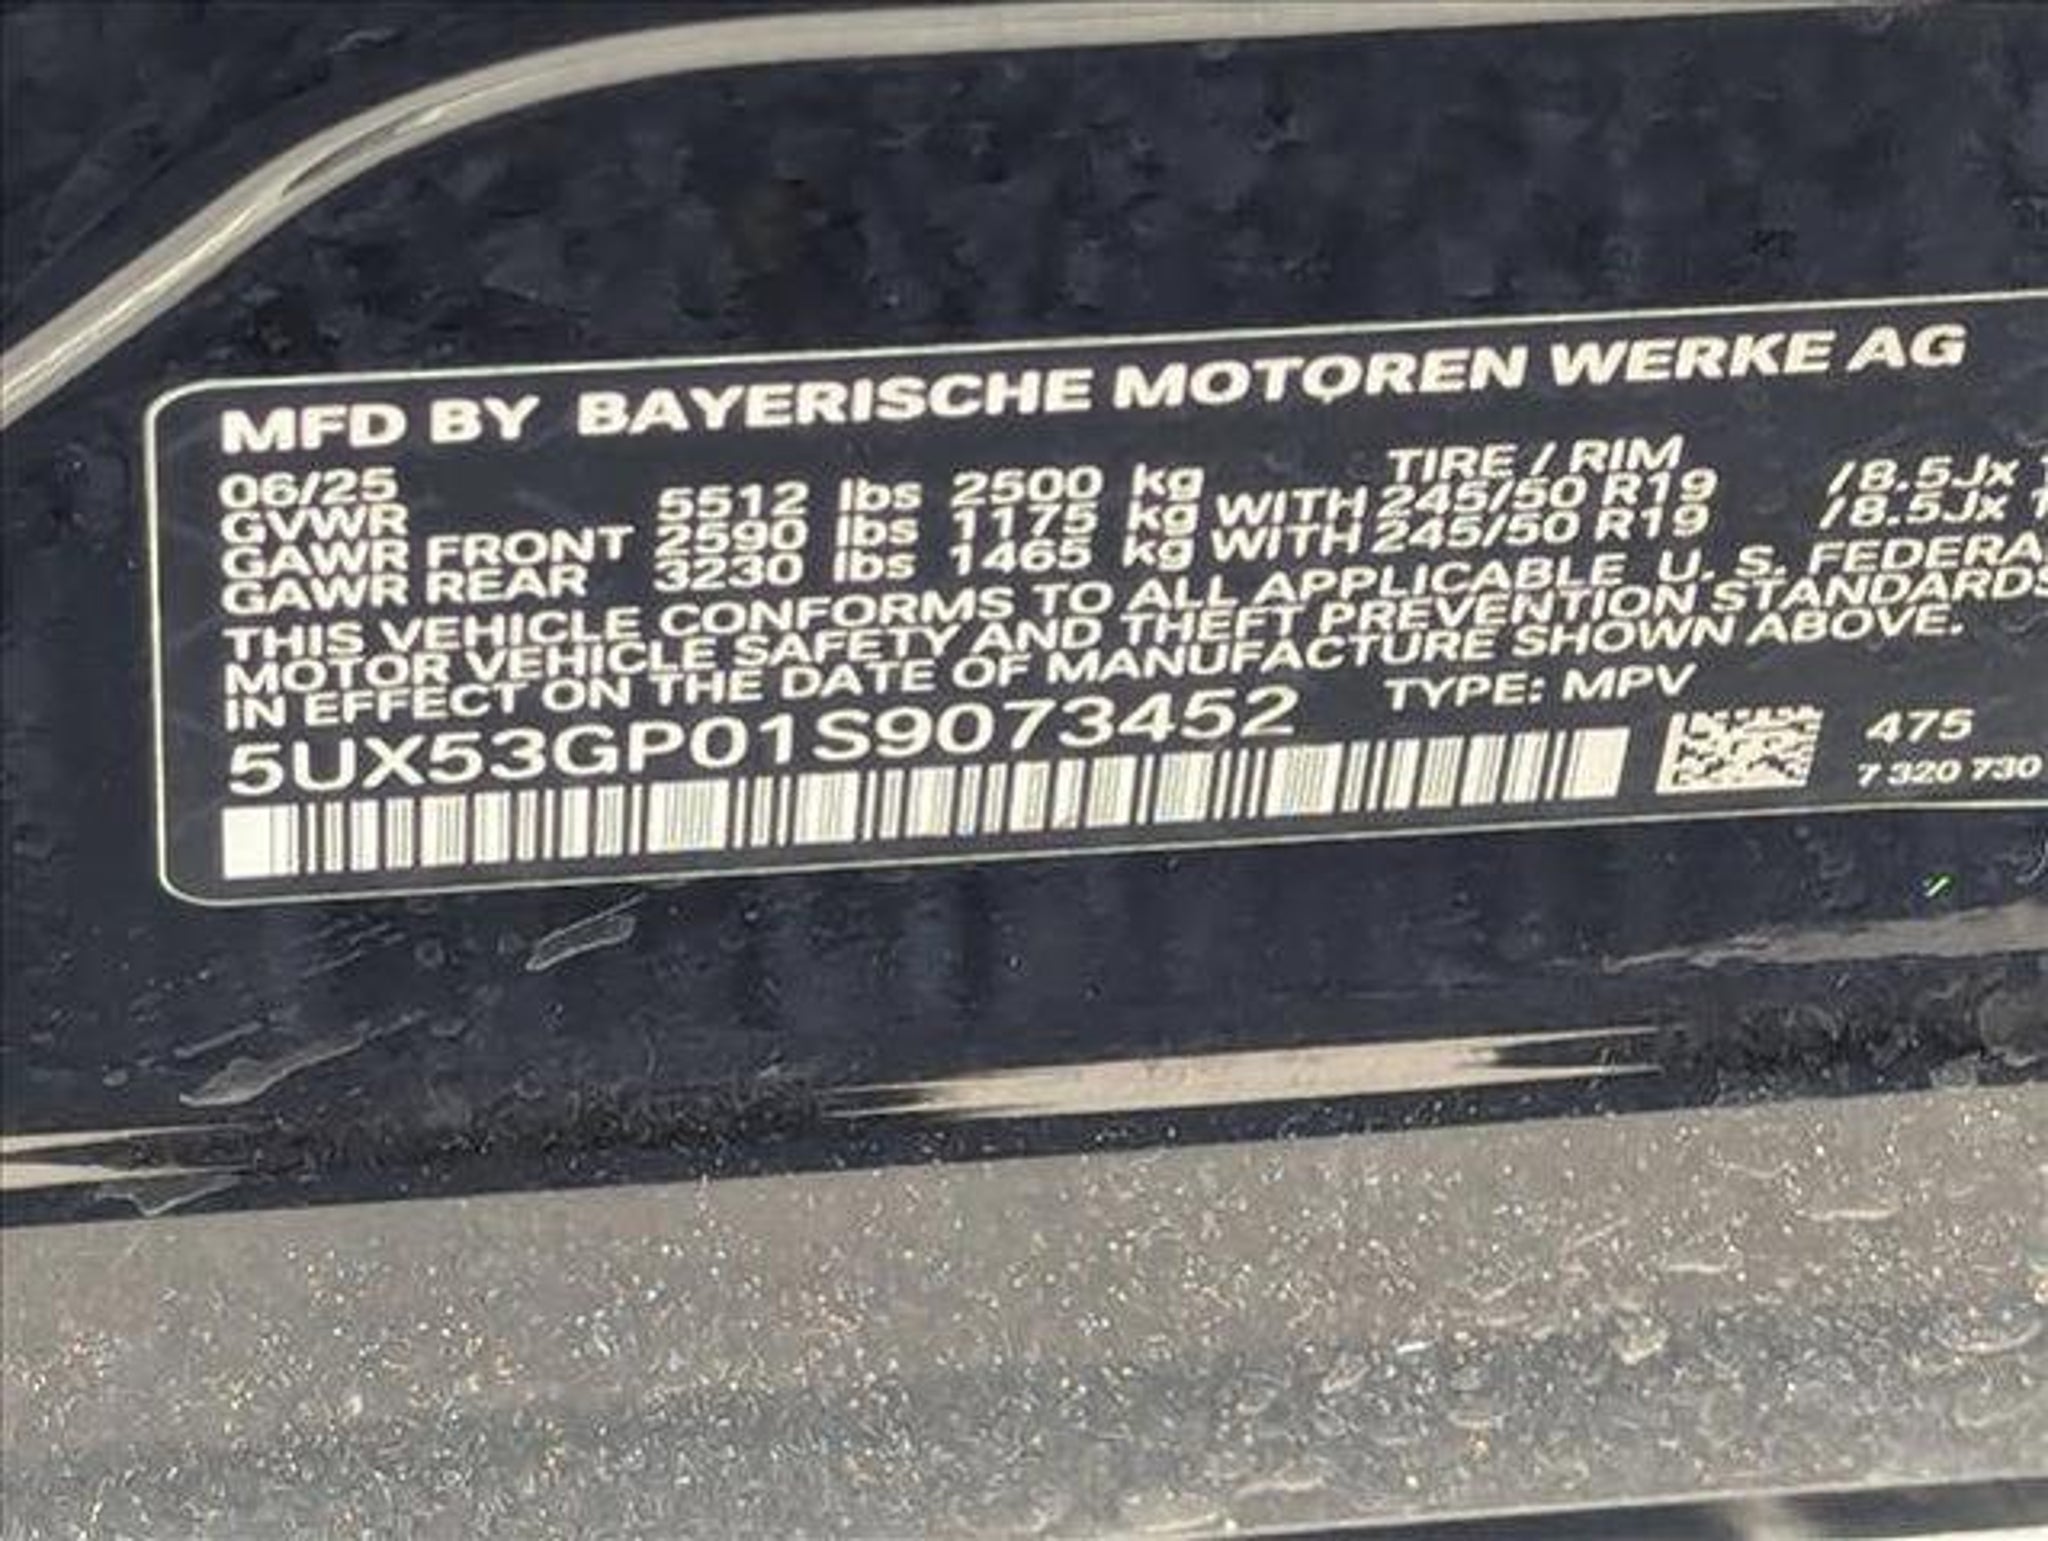 MFD BY BAYERISCHE MOTOREN WERKE AG
06/25 TIRE / RIM
GVWR 5512 lbs 2500 kg
GAWR FRONT 2590 lbs 1175 kg WITH 245/50 R19 /8.5Jx 1
GAWR REAR 3230 lbs 1465 kg WITH 245/50 R19 /8.5Jx 1
THIS VEHICLE CONFORMS TO ALL APPLICABLE U. S. FEDERA
MOTOR VEHICLE SAFETY AND THEFT PREVENTION STANDARDS
IN EFFECT ON THE DATE OF MANUFACTURE SHOWN ABOVE.
5UX53GP01S9073452 TYPE: MPV
475
7 320 730